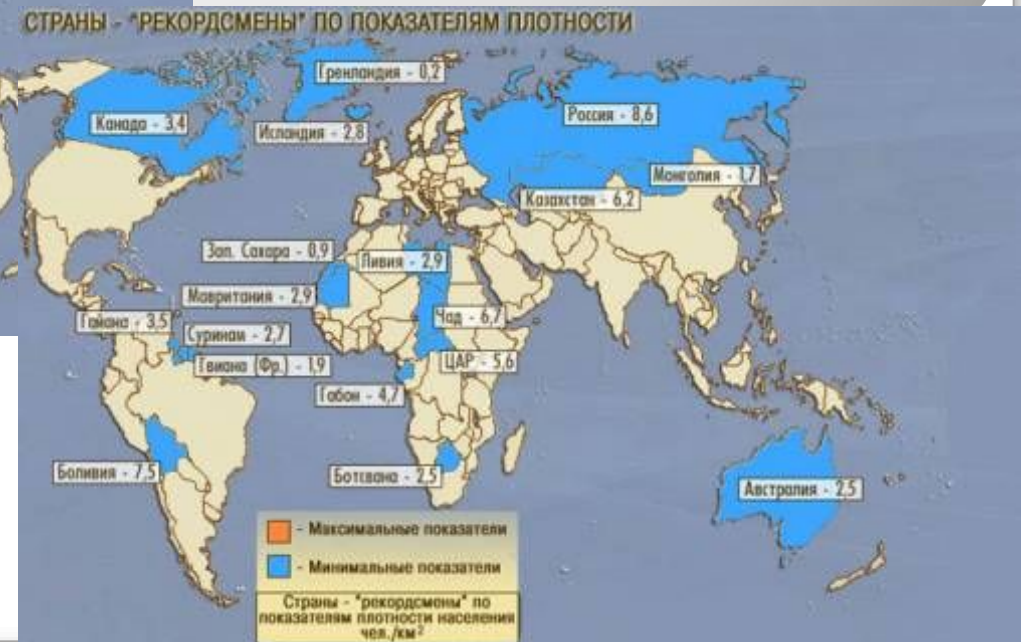 СТРАНЫ - "РЕКОРДСМЕНЫ" ПО ПОКАЗАТЕЛЯМ ПЛОТНОСТИ
Гренландия - 0,2
Канада - 3,4
Исландия - 2,8
Россия - 8,6
Монголия - 1,7
Казахстан - 6,2
Зап. Сахара - 0,9
Ливия - 2,9
Мавритания - 2,9
Чад - 6,7
Гайана - 3,5
Суринам - 2,7
Гвиана (Фр.) - 1,9
ЦАР - 5,6
Габон - 4,7
Боливия - 7,5
Ботсвана - 2,5
Австралия - 2,5
- Максимальные показатели
- Минимальные показатели
Страны - "рекордсмены" по
показателям плотности населения
чел./км²